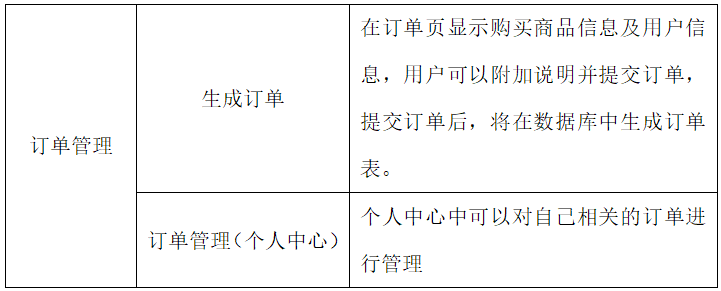 订单管理
生成订单
在订单页显示购买商品信息及用户信
息，用户可以附加说明并提交订单，
提交订单后，将在数据库中生成订单
表。
订单管理（个人中心）
个人中心中可以对自己相关的订单进
行管理